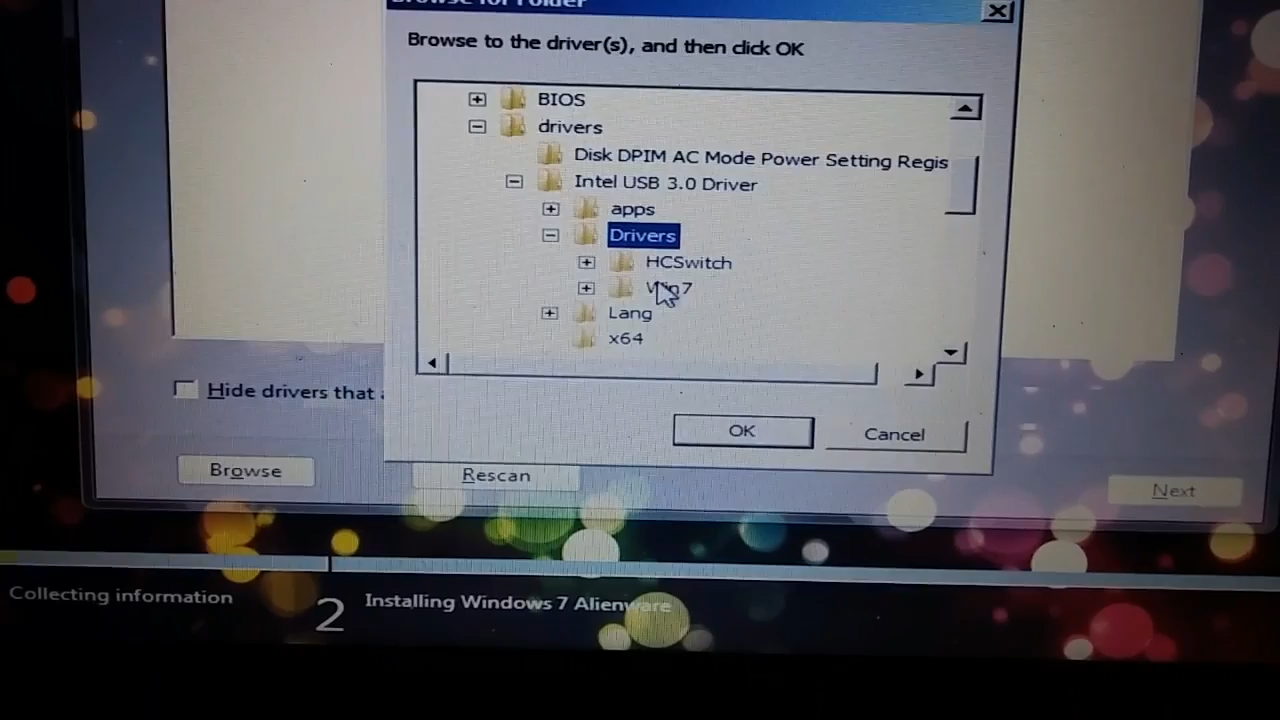 Browse for Folder
Browse to the driver(s), and then click OK
BIOS
drivers
Disk DPIM AC Mode Power Setting Regis
Intel USB 3.0 Driver
apps
Drivers
HCSwitch
Win7
Lang
x64
Hide drivers that
OK
Cancel
Browse
Rescan
Next
Collecting information
2
Installing Windows 7 Alienware